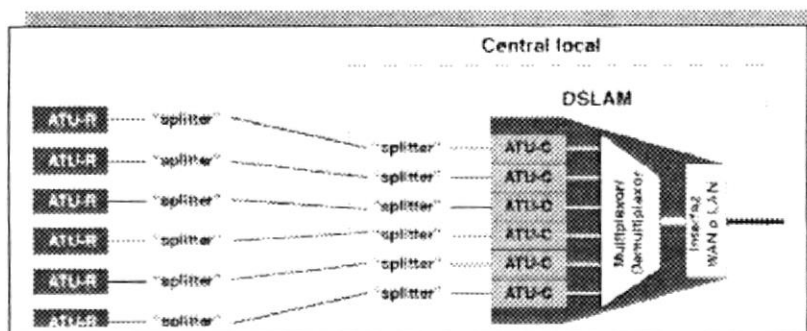 Central local
DSLAM
ATU-R "splitter"
ATU-R "splitter" "splitter" ATU-C
ATU-R "splitter" "splitter" ATU-C
ATU-R "splitter" "splitter" ATU-C
ATU-R "splitter" "splitter" ATU-C
ATU-R "splitter" "splitter" ATU-C
"splitter" ATU-C
Multiplexor/
Demultiplexor
Interfaz
WAN o LAN